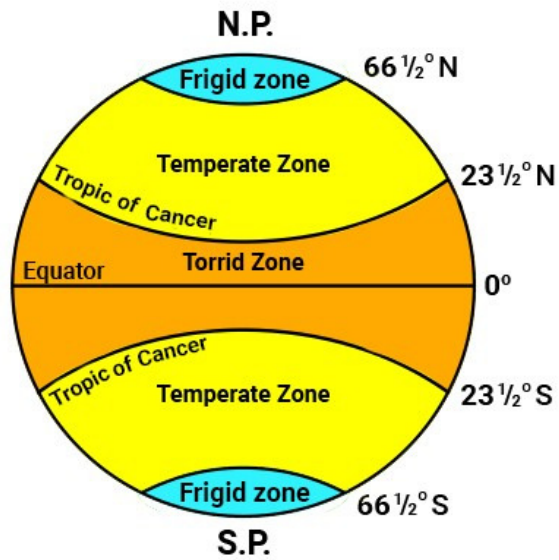 N.P.
66 ½° N
Frigid zone
Temperate Zone
23 ½° N
Tropic of Cancer
Torrid Zone
Equator
0°
Tropic of Cancer
Temperate Zone
23 ½° S
Frigid zone
66 ½° S
S.P.